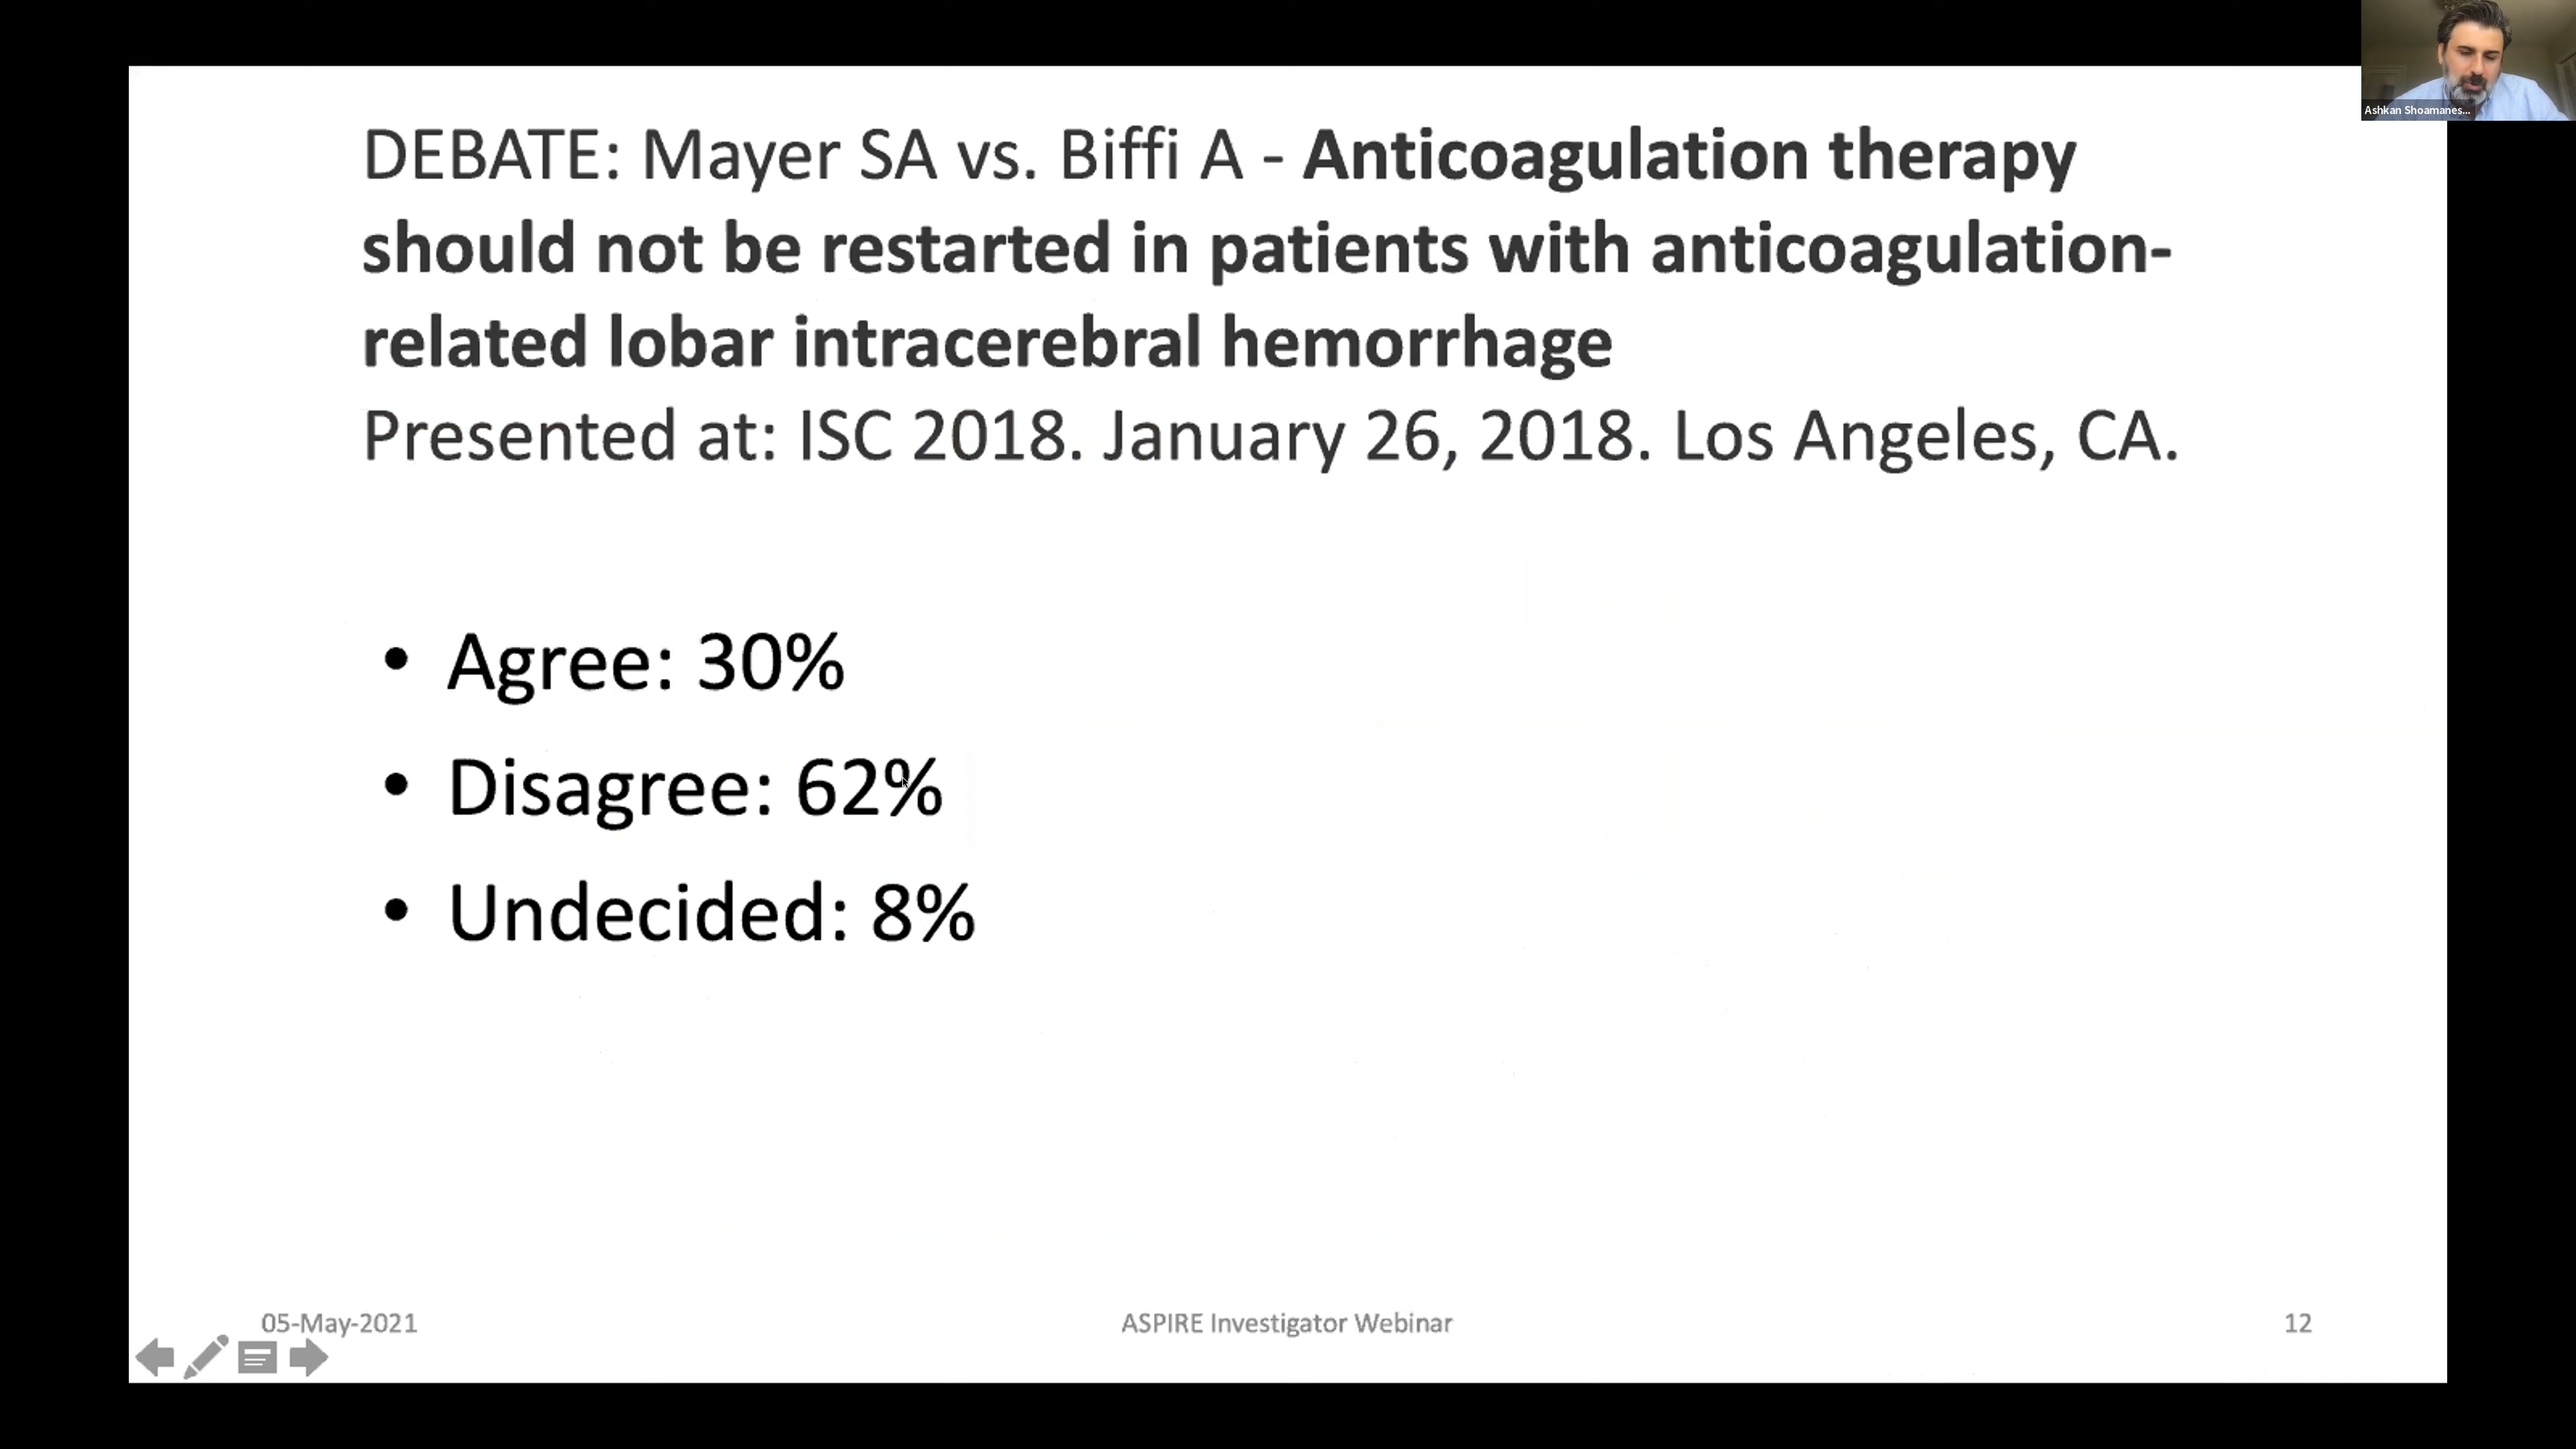 Ashkan Shoamanes...
DEBATE: Mayer SA vs. Biffi A - Anticoagulation therapy
should not be restarted in patients with anticoagulation-
related lobar intracerebral hemorrhage
Presented at: ISC 2018. January 26, 2018. Los Angeles, CA.
• Agree: 30%
• Disagree: 62%
• Undecided: 8%
05-May-2021
ASPIRE Investigator Webinar
12